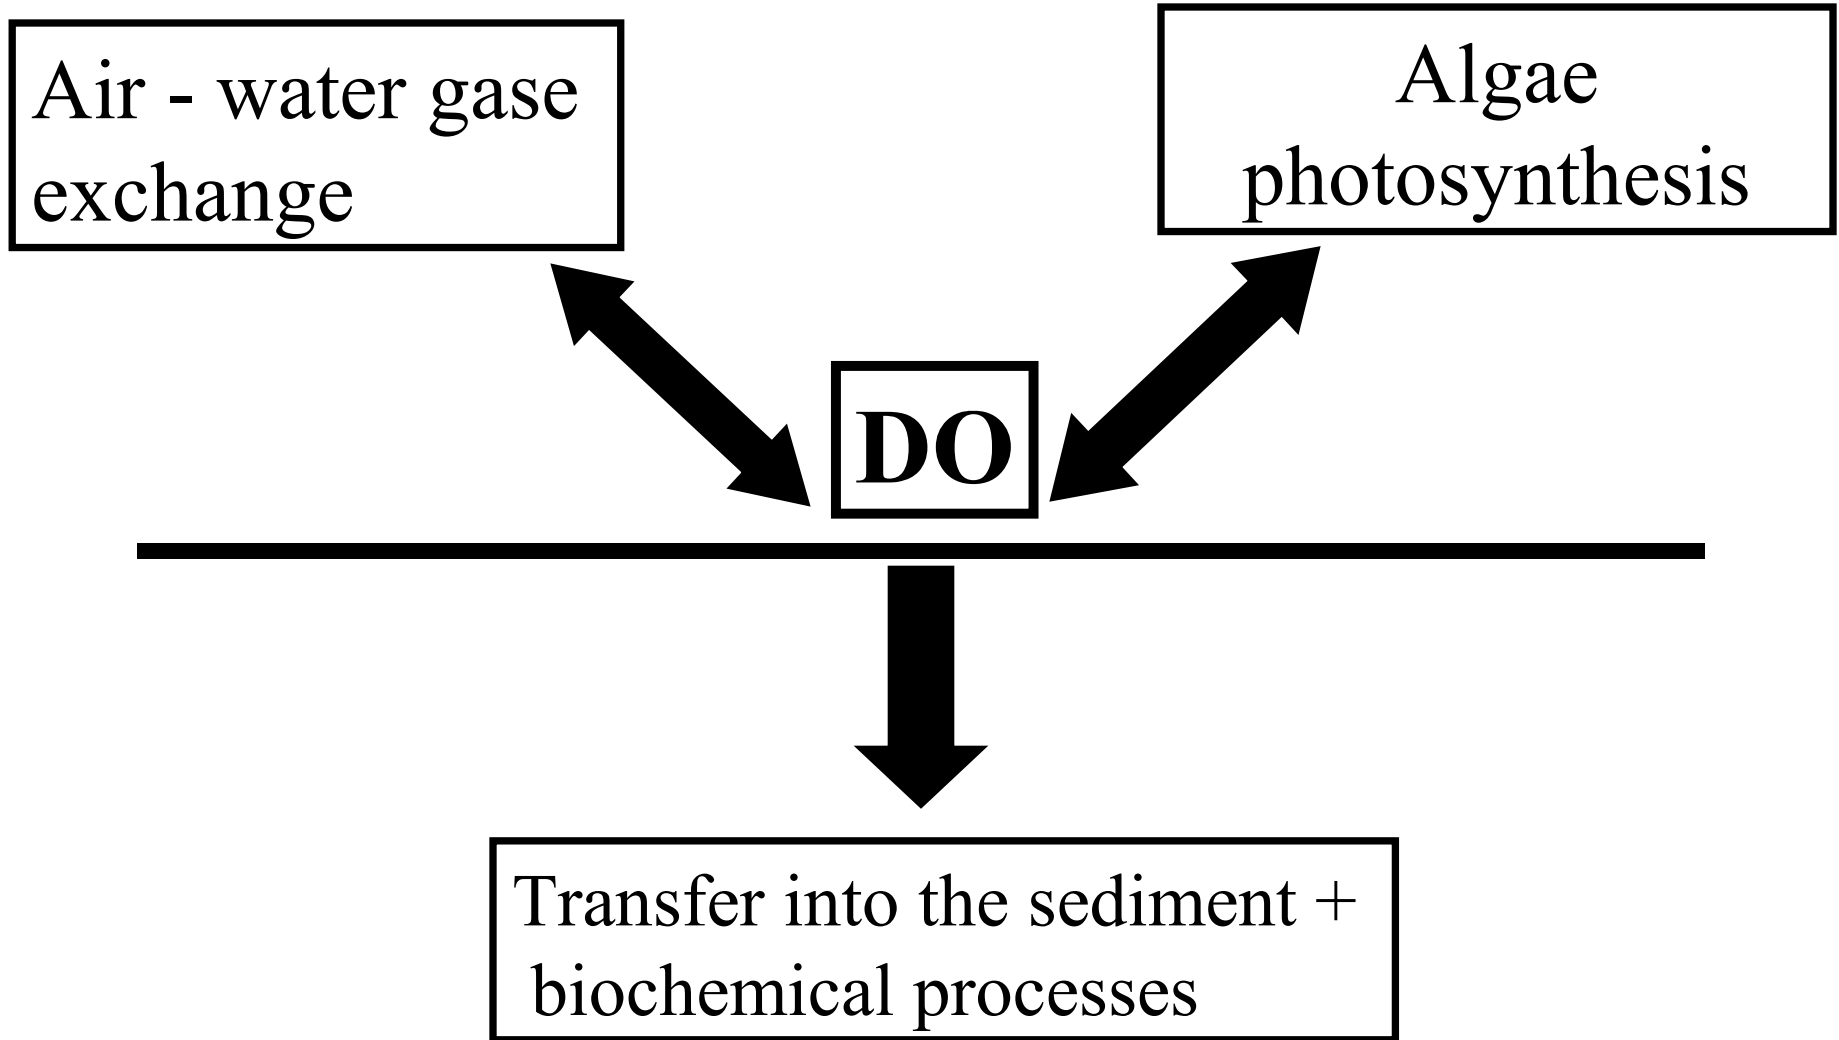 Air - water gase
exchange
Algae
photosynthesis
DO
Transfer into the sediment +
biochemical processes